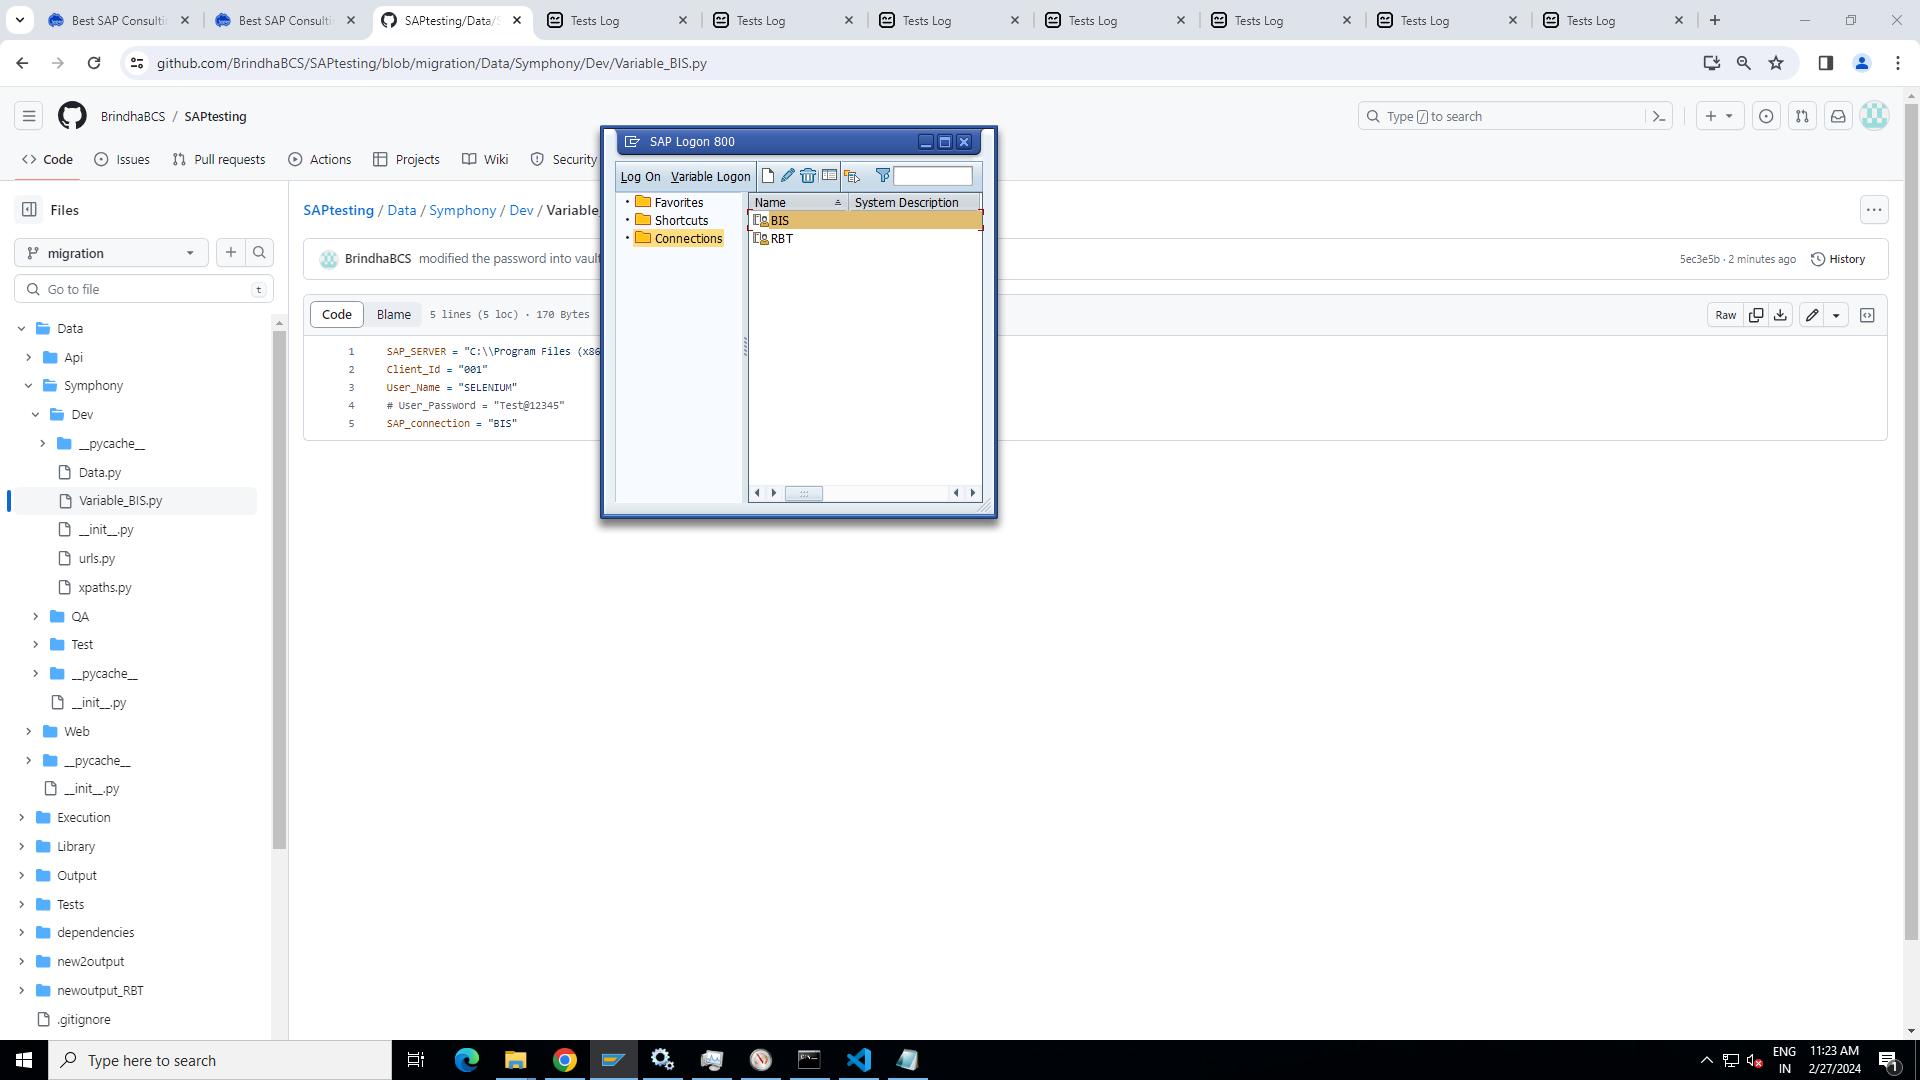 Best SAP Consulti
Best SAP Consulti
SAPtesting/Data/S
Tests Log
Tests Log
Tests Log
Tests Log
Tests Log
Tests Log
Tests Log
github.com/BrindhaBCS/SAPtesting/blob/migration/Data/Symphony/Dev/Variable_BIS.py
BrindhaBCS / SAPtesting
Type / to search
Code
Issues
Pull requests
Actions
Projects
Wiki
Security
Files
migration
Go to file
t
Data
Api
Symphony
Dev
__pycache__
Data.py
Variable_BIS.py
__init__.py
urls.py
xpaths.py
QA
Test
__pycache__
__init__.py
Web
__pycache__
__init__.py
Execution
Library
Output
Tests
dependencies
new2output
newoutput_RBT
.gitignore
SAPtesting / Data / Symphony / Dev / Variable_
BrindhaBCS modified the password into vault
5ec3e5b · 2 minutes ago
History
Code
Blame
5 lines (5 loc) · 170 Bytes
Raw
1 SAP_SERVER = "C:\\Program Files (x86
2 Client_Id = "001"
3 User_Name = "SELENIUM"
4 # User_Password = "Test@12345"
5 SAP_connection = "BIS"
SAP Logon 800
Log On
Variable Logon
Favorites
Shortcuts
Connections
Name
System Description
BIS
RBT
Type here to search
ENG
IN
11:23 AM
2/27/2024
1